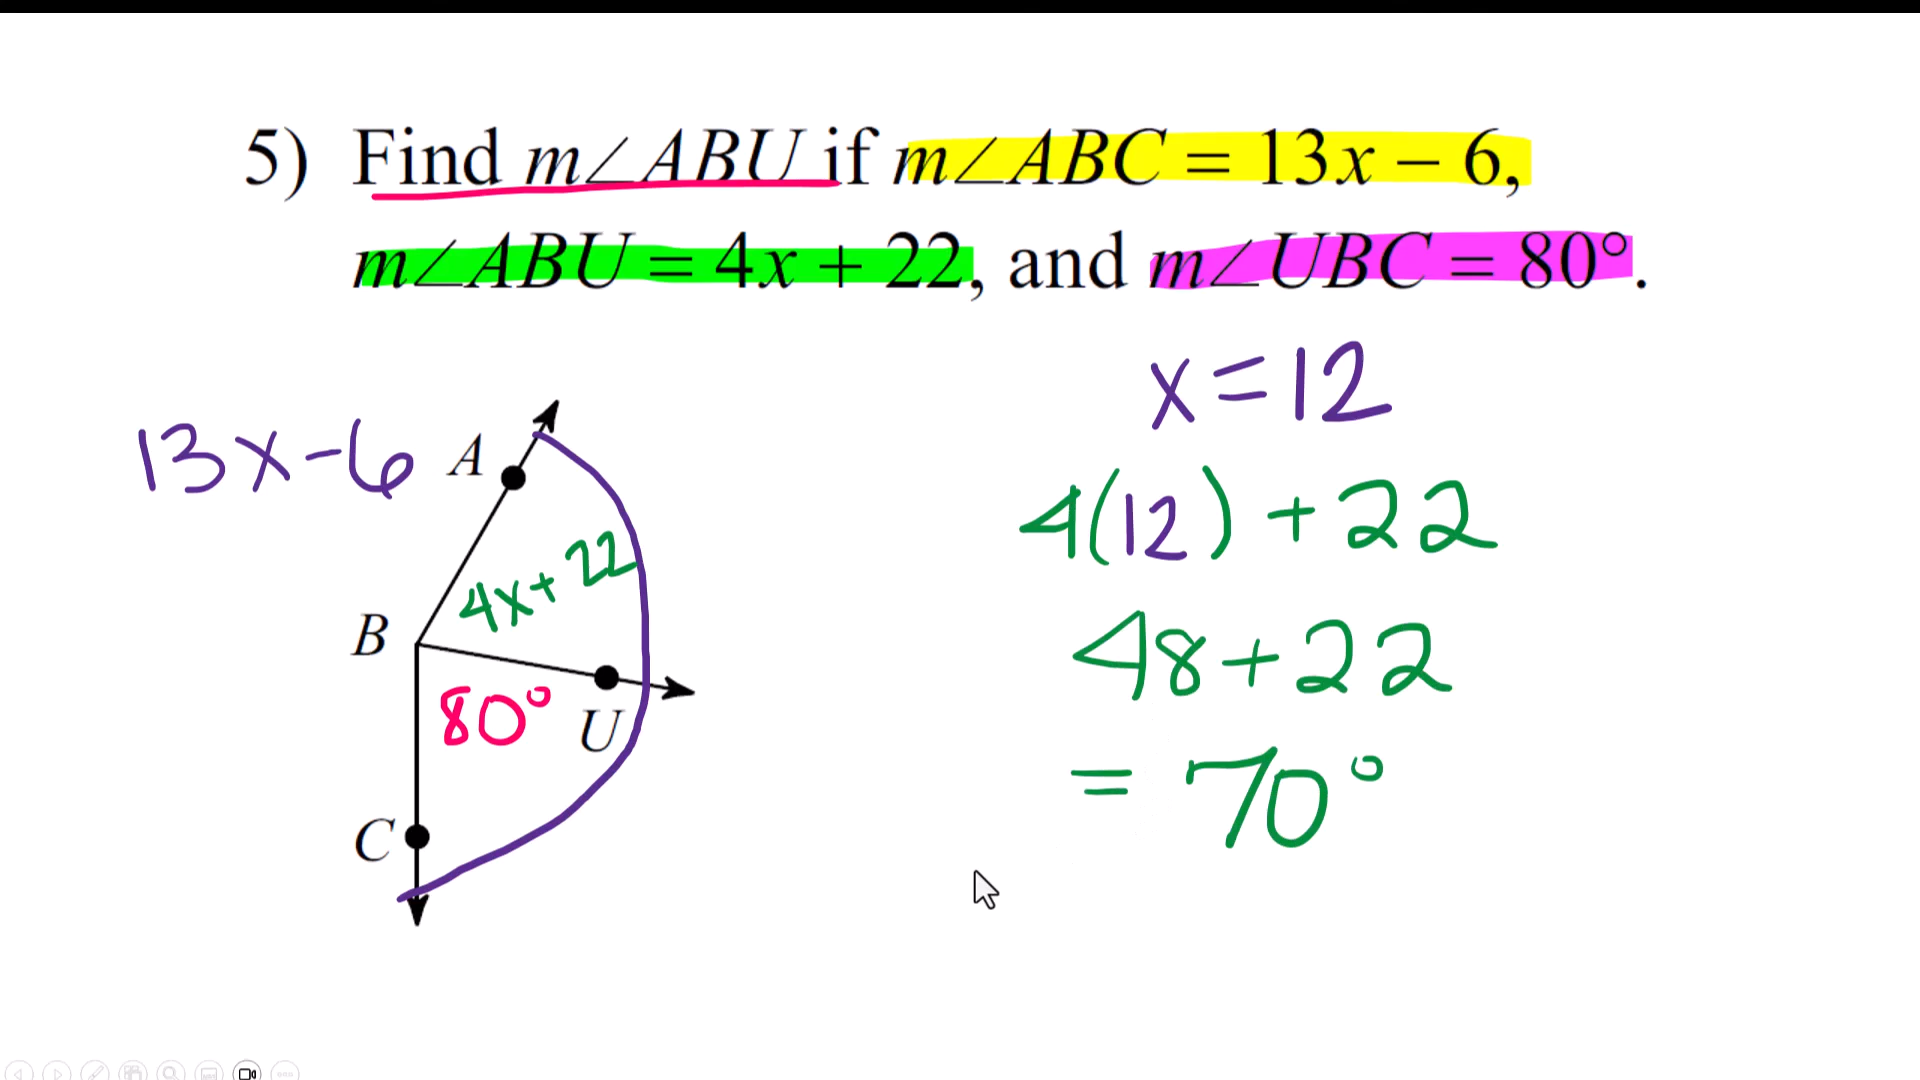 5) Find m∠ABU if m∠ABC = 13x − 6,
m∠ABU = 4x + 22, and m∠UBC = 80°.
x = 12
13x - 6
A
4(12) + 22
4x + 22
B
48 + 22
80°
U
= 70°
C